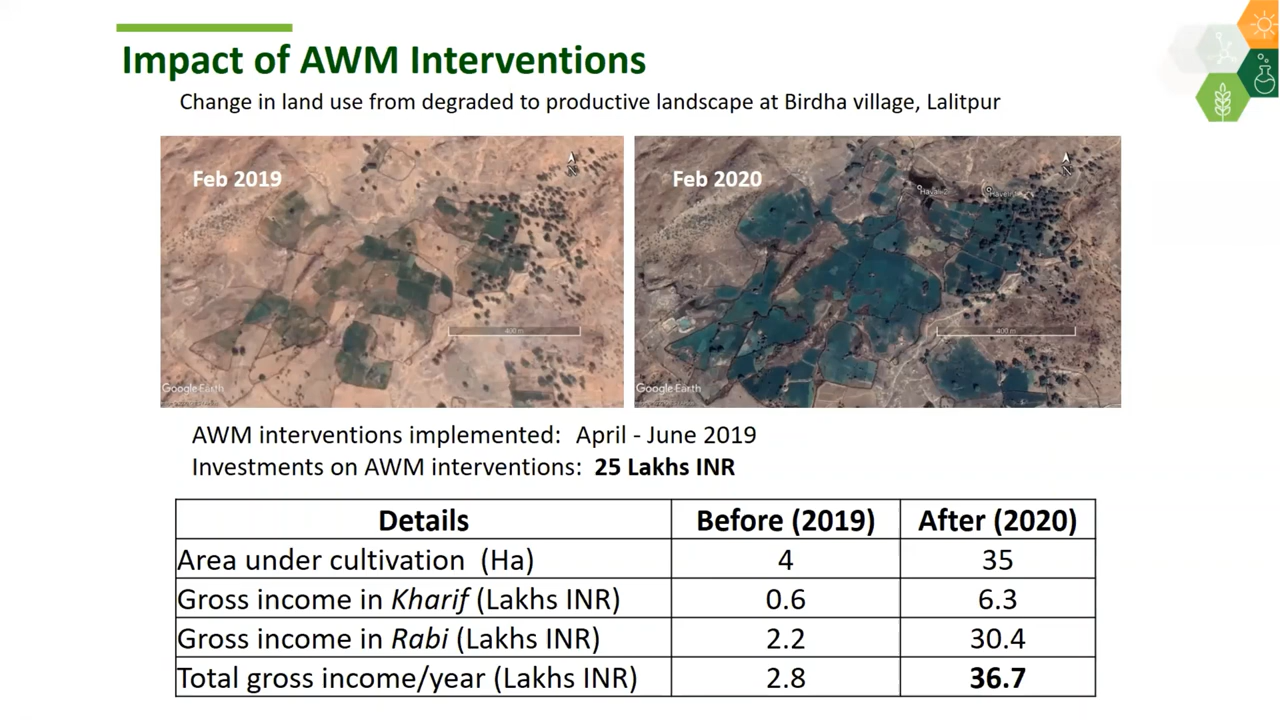 Impact of AWM Interventions
Change in land use from degraded to productive landscape at Birdha village, Lalitpur
Feb 2019
400 m
Google Earth
Feb 2020
400 m
Google Earth
AWM interventions implemented: April - June 2019
Investments on AWM interventions: 25 Lakhs INR
Details Before (2019) After (2020)
Area under cultivation (Ha) 4 35
Gross income in Kharif (Lakhs INR) 0.6 6.3
Gross income in Rabi (Lakhs INR) 2.2 30.4
Total gross income/year (Lakhs INR) 2.8 36.7